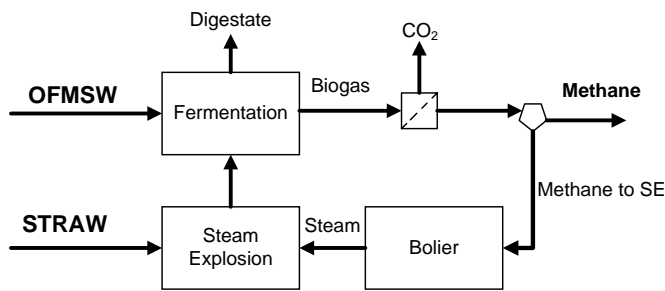 Digestate
CO₂
OFMSW
Fermentation
Biogas
Methane
Methane to SE
STRAW
Steam
Explosion
Steam
Bolier